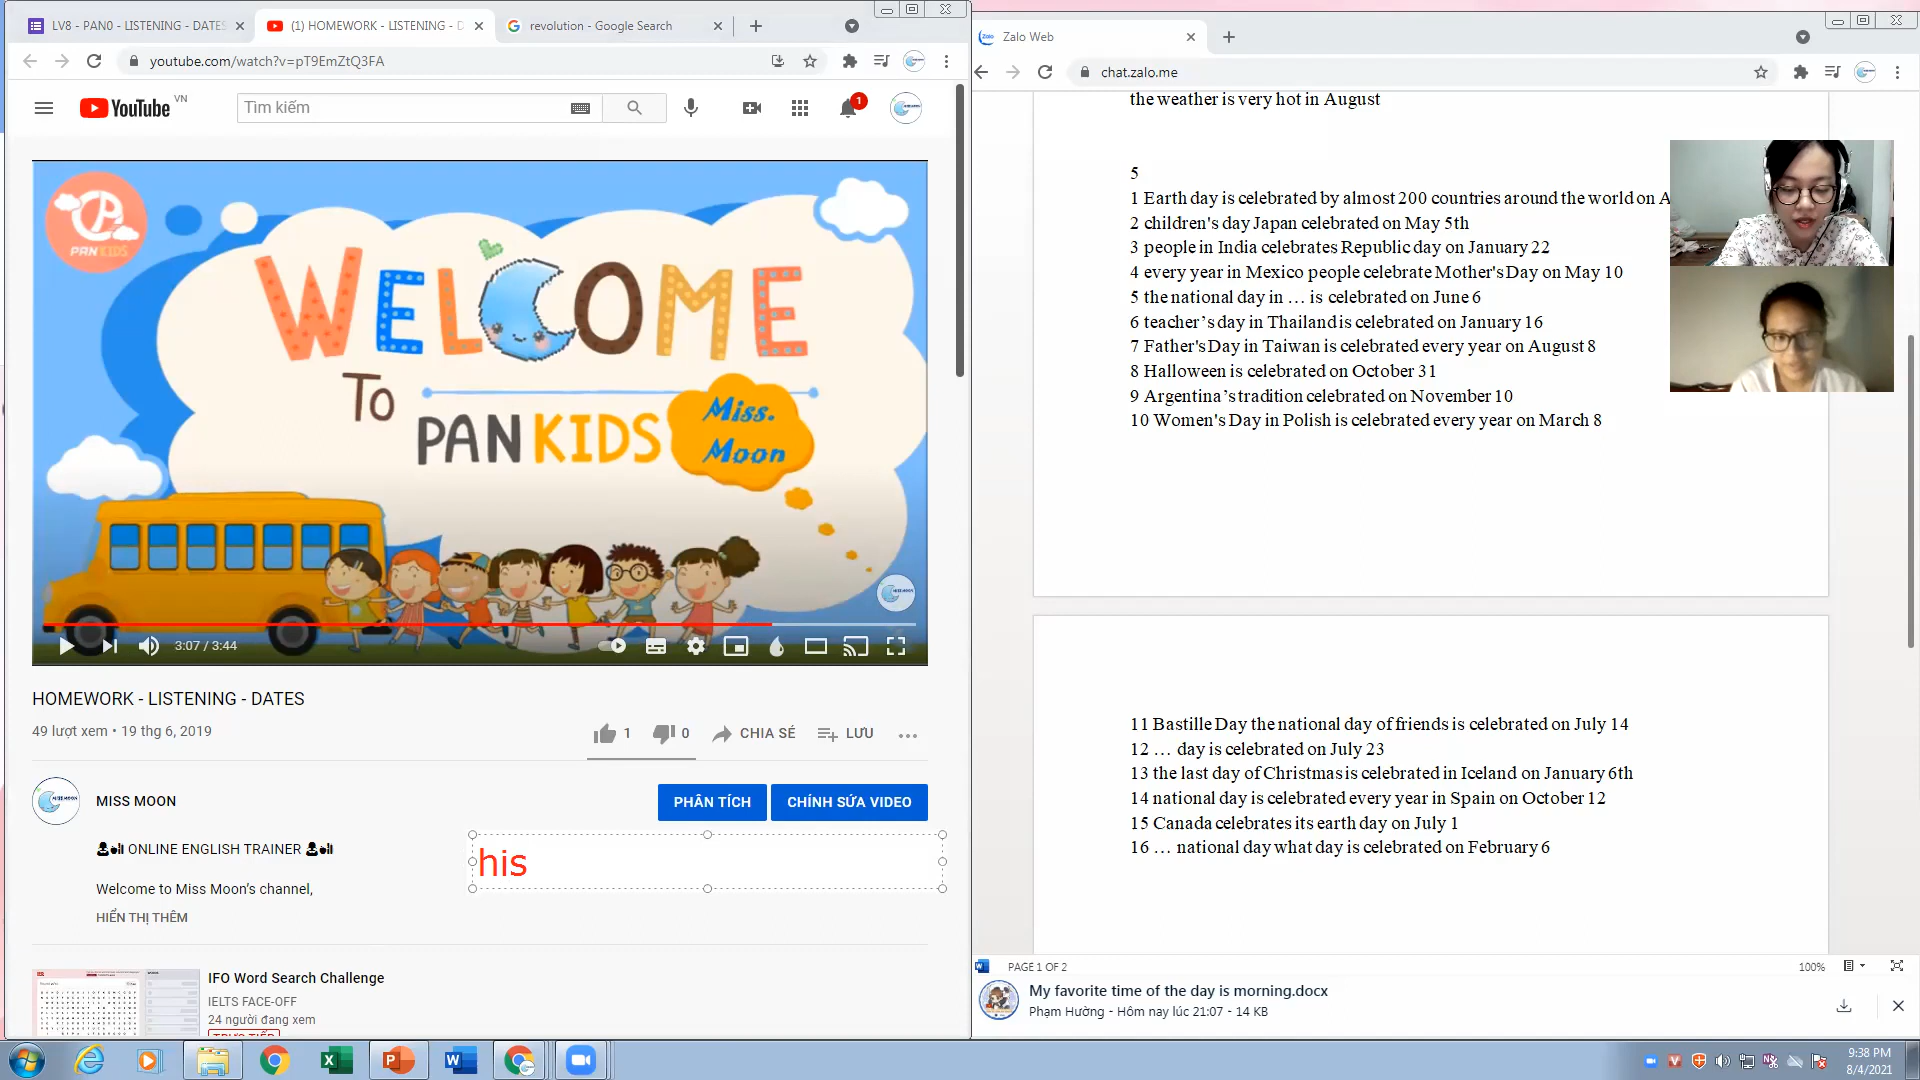 LV8 - PAN0 - LISTENING - DATES
(1) HOMEWORK - LISTENING - D
revolution - Google Search
youtube.com/watch?v=pT9EmZtQ3FA
YouTube VN
Tìm kiếm
1
PANKIDS
WELCOME
To
PANKIDS
Miss.
Moon
3:07 / 3:44
HOMEWORK - LISTENING - DATES
49 lượt xem • 19 thg 6, 2019
1
0
CHIA SẺ
LƯU
MISS MOON
PHÂN TÍCH
CHỈNH SỬA VIDEO
ONLINE ENGLISH TRAINER
his
Welcome to Miss Moon's channel,
HIỂN THỊ THÊM
IFO Word Search Challenge
IELTS FACE-OFF
24 người đang xem
TRỰC TIẾP
Zalo Web
chat.zalo.me
the weather is very hot in August
5
1 Earth day is celebrated by almost 200 countries around the world on A
2 children's day Japan celebrated on May 5th
3 people in India celebrates Republic day on January 22
4 every year in Mexico people celebrate Mother's Day on May 10
5 the national day in … is celebrated on June 6
6 teacher's day in Thailand is celebrated on January 16
7 Father's Day in Taiwan is celebrated every year on August 8
8 Halloween is celebrated on October 31
9 Argentina's tradition celebrated on November 10
10 Women's Day in Polish is celebrated every year on March 8
11 Bastille Day the national day of friends is celebrated on July 14
12 … day is celebrated on July 23
13 the last day of Christmas is celebrated in Iceland on January 6th
14 national day is celebrated every year in Spain on October 12
15 Canada celebrates its earth day on July 1
16 … national day what day is celebrated on February 6
PAGE 1 OF 2
100%
My favorite time of the day is morning.docx
Phạm Hường - Hôm nay lúc 21:07 - 14 KB
9:38 PM
8/4/2021